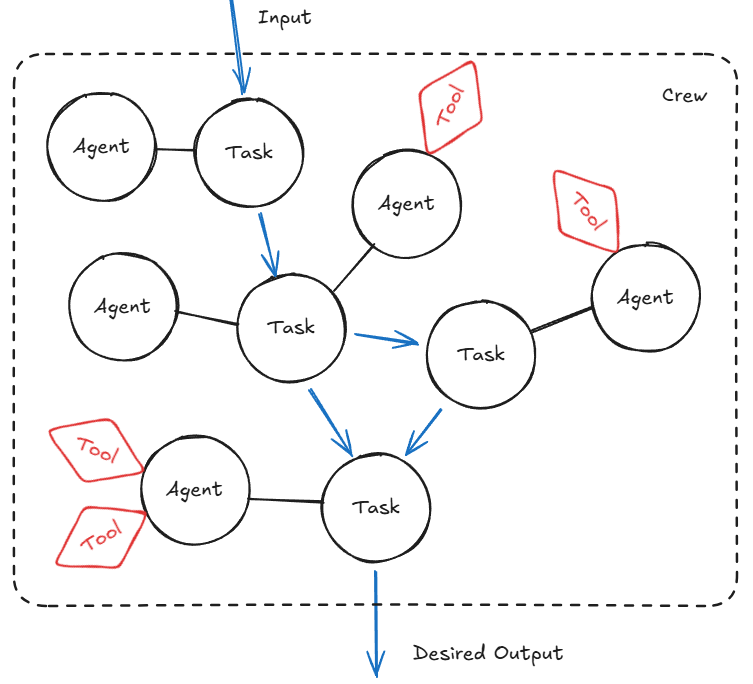 Input
Crew
Tool
Agent
Task
Agent
Tool
Agent
Task
Task
Agent
Tool
Agent
Task
Tool
Desired Output